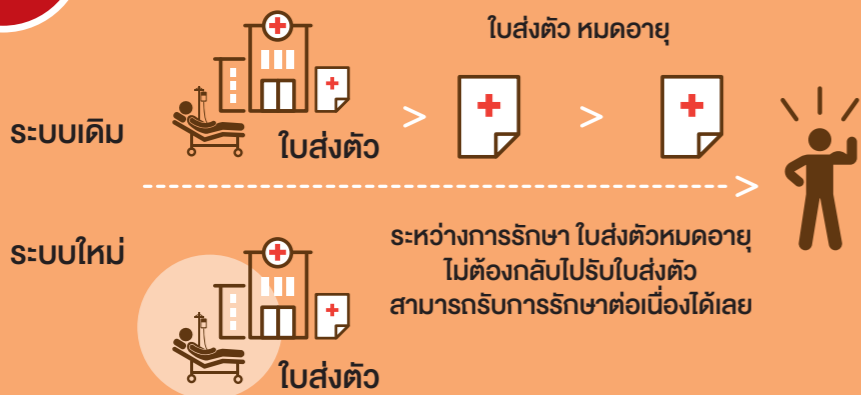 ใบส่งตัว หมดอายุ
ระบบเดิม
ใบส่งตัว
ระบบใหม่
ระหว่างการรักษา ใบส่งตัวหมดอายุ
ไม่ต้องกลับไปรับใบส่งตัว
สามารถรับการรักษาต่อเนื่องได้เลย
ใบส่งตัว